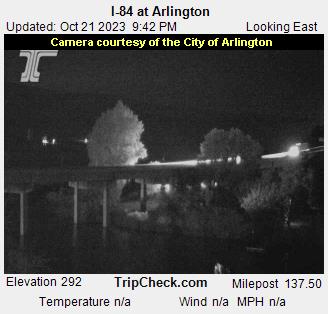 I-84 at Arlington
Updated: Oct 21 2023 9:42 PM Looking East
Camera courtesy of the City of Arlington
Elevation 292 TripCheck.com Milepost 137.50
Temperature n/a Wind n/a MPH n/a